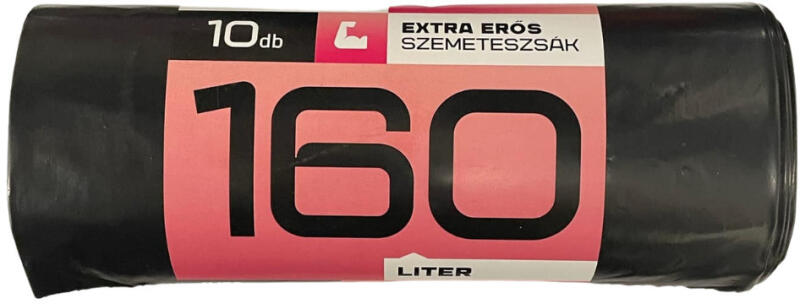 10db
EXTRA ERŐS
SZEMETESZSÁK
160
LITER